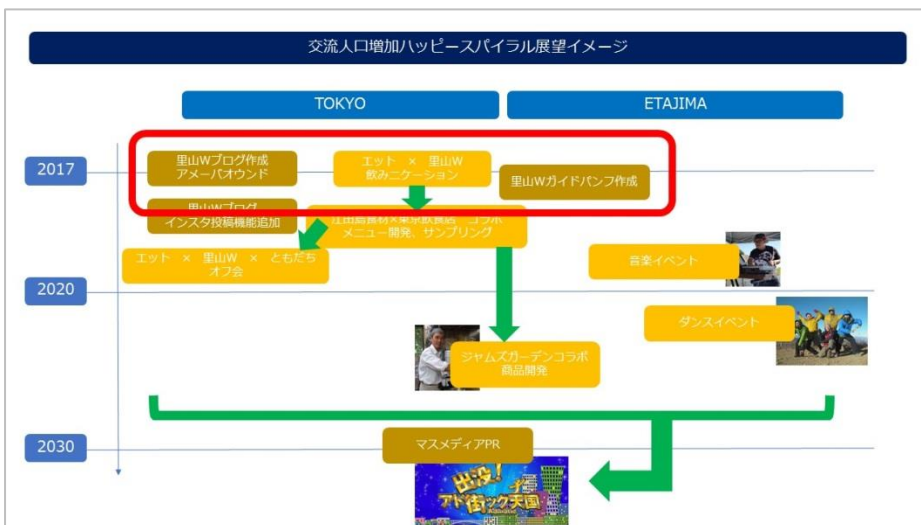 交流人口増加ハッピースパイラル展望イメージ
TOKYO
ETAJIMA
2017
里山Wブログ作成
アメーバオウンド
エット × 里山W
飲みニケーション
里山Wガイドパンフ作成
里山Wブログ
インスタ投稿機能追加
江田島食材×東京飲食店 コラボ
メニュー開発、サンプリング
エット × 里山W × ともだち
オフ会
音楽イベント
2020
ダンスイベント
ジャムズガーデンコラボ
商品開発
2030
マスメディアPR
出没!
アド街ック天国